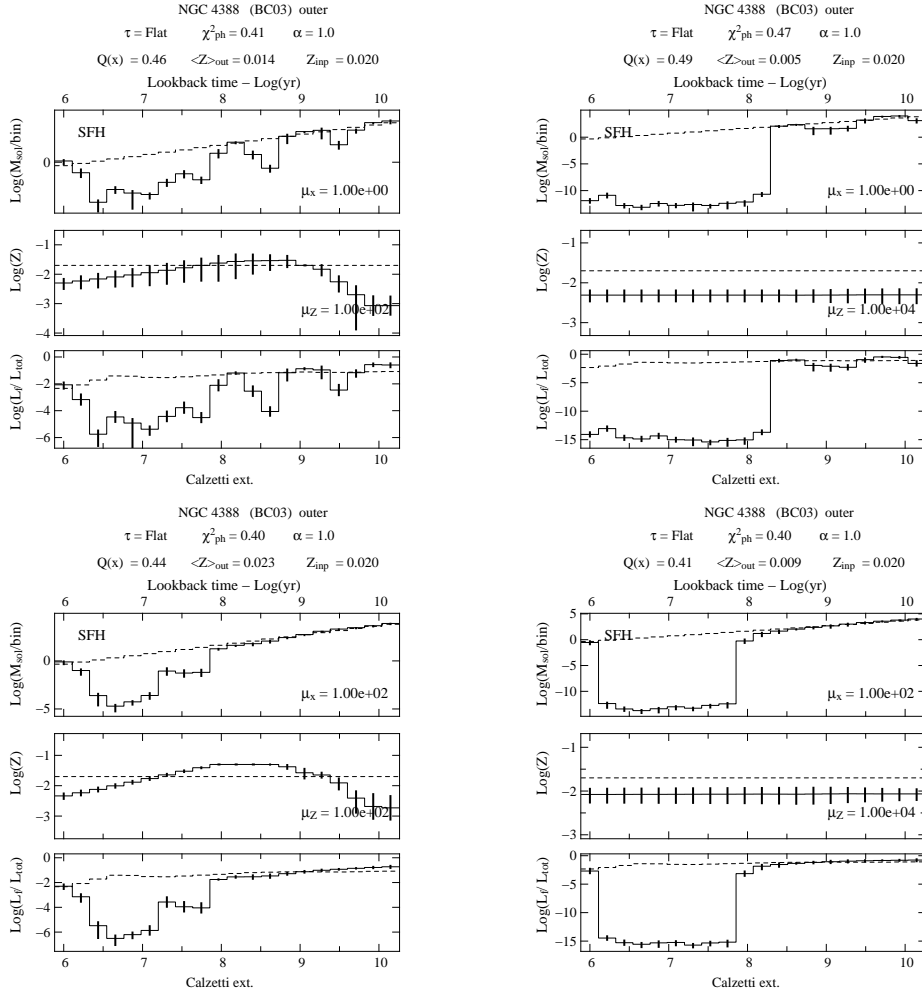 NGC 4388 (BC03) outer
τ = Flat χ²ph = 0.41 α = 1.0
Q(x) = 0.46 <Z>out = 0.014 Zinp = 0.020
Lookback time − Log(yr)
6 7 8 9 10
SFH
0
Log(Msol/bin)
μx = 1.00e+00
−1
−2
−3
−4
Log(Z)
μZ = 1.00e+02
0
−2
−4
−6
Log(Lf/ Ltot)
6 7 8 9 10
Calzetti ext.
NGC 4388 (BC03) outer
τ = Flat χ²ph = 0.47 α = 1.0
Q(x) = 0.49 <Z>out = 0.005 Zinp = 0.020
Lookback time − Log(yr)
6 7 8 9 10
SFH
0
−5
−10
Log(Msol/bin)
μx = 1.00e+00
−1
−2
−3
Log(Z)
μZ = 1.00e+04
0
−5
−10
−15
Log(Lf/ Ltot)
6 7 8 9 10
Calzetti ext.
NGC 4388 (BC03) outer
τ = Flat χ²ph = 0.40 α = 1.0
Q(x) = 0.44 <Z>out = 0.023 Zinp = 0.020
Lookback time − Log(yr)
6 7 8 9 10
SFH
0
−5
Log(Msol/bin)
μx = 1.00e+02
−1
−2
−3
Log(Z)
μZ = 1.00e+02
0
−2
−4
−6
Log(Lf/ Ltot)
6 7 8 9 10
Calzetti ext.
NGC 4388 (BC03) outer
τ = Flat χ²ph = 0.40 α = 1.0
Q(x) = 0.41 <Z>out = 0.009 Zinp = 0.020
Lookback time − Log(yr)
6 7 8 9 10
SFH
5
0
−5
−10
Log(Msol/bin)
μx = 1.00e+02
−1
−2
−3
Log(Z)
μZ = 1.00e+04
0
−5
−10
−15
Log(Lf/ Ltot)
6 7 8 9 10
Calzetti ext.